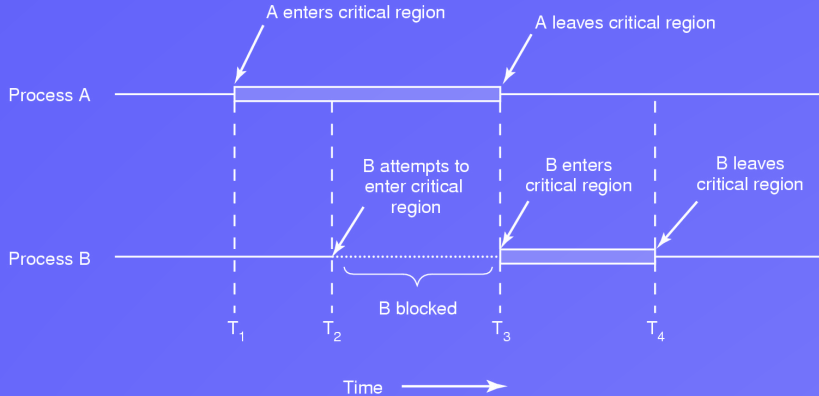 A enters critical region
A leaves critical region
Process A
B attempts to
enter critical
region
B enters
critical region
B leaves
critical region
Process B
B blocked
T1
T2
T3
T4
Time